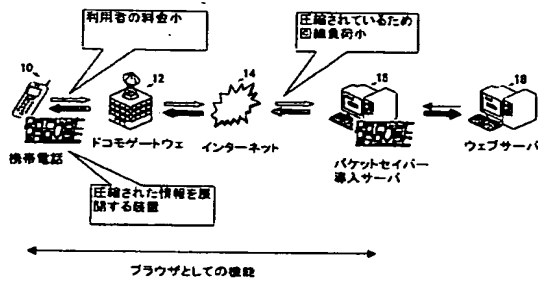 利用者の料金小
圧縮されているため
回線負荷小
10
12
14
15
18
携帯電話
ドコモゲートウェ
インターネット
パケットセイバー
導入サーバ
ウェブサーバ
圧縮された情報を展
開する装置
ブラウザとしての機能